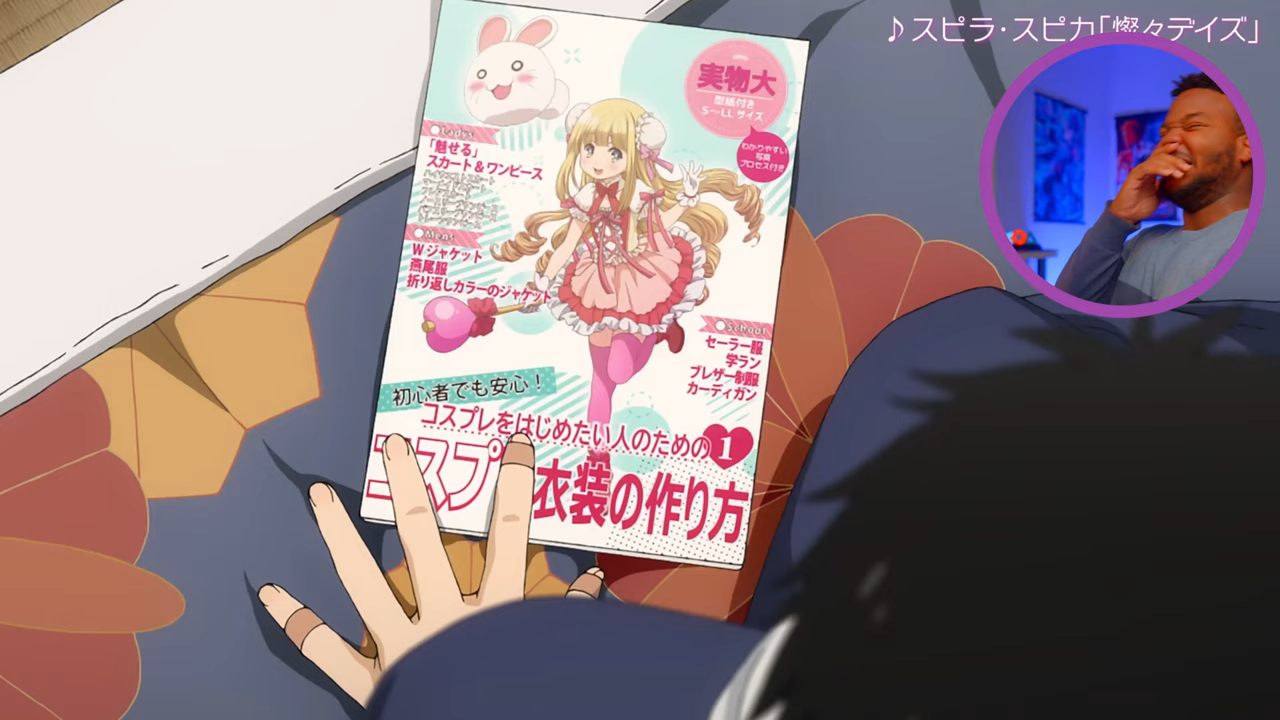 ♪スピラ・スピカ「燦々デイズ」
実物大
型紙付き
S～LL サイズ
わかりやすい
写真
プロセス付き
●Ladys
「魅せる」
スカート＆ワンピース
●Mens
Wジャケット
燕尾服
折り返しカラーのジャケット
●School
セーラー服
学ラン
ブレザー制服
カーディガン
初心者でも安心！
コスプレをはじめたい人のための1
コスプ
衣装の作り方